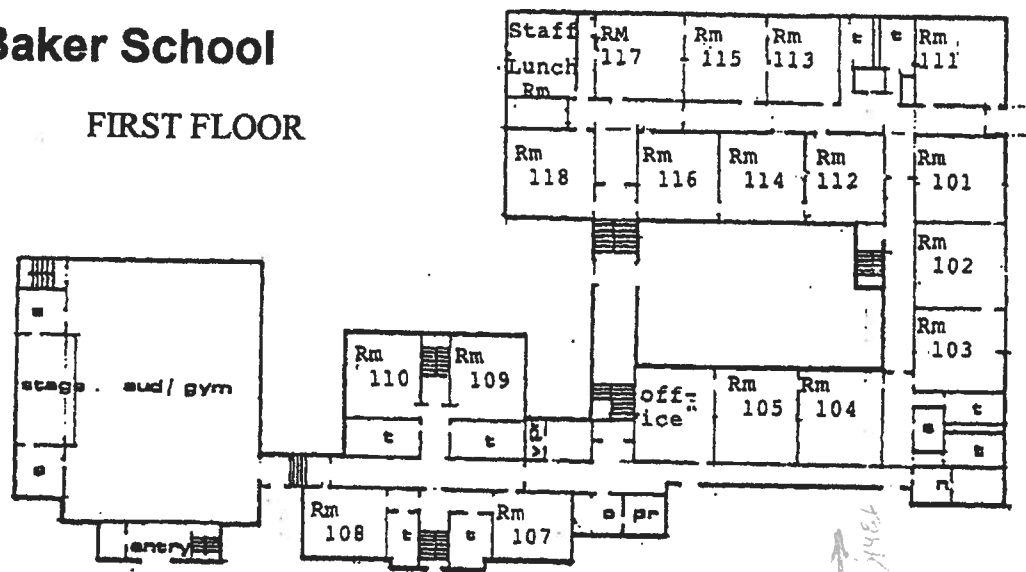 Baker School
FIRST FLOOR
Staff
Lunch
Rm
RM
117
Rm
115
Rm
113
t
t
Rm
111
Rm
118
Rm
116
Rm
114
Rm
112
Rm
101
Rm
102
Rm
103
s
stage
aud/ gym
s
entry
Rm
110
Rm
109
t
t
off-
ice"
Rm
105
Rm
104
s
t
t
n
Rm
108
t
t
Rm
107
o
pr